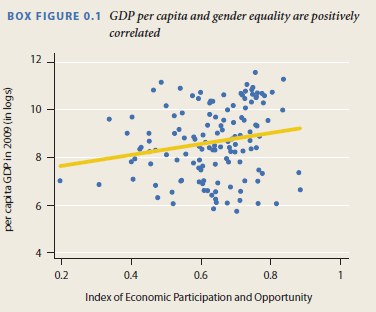 BOX FIGURE 0.1 GDP per capita and gender equality are positively
correlated
per capita GDP in 2009 (in logs)
12
10
8
6
4
0.2 0.4 0.6 0.8 1
Index of Economic Participation and Opportunity